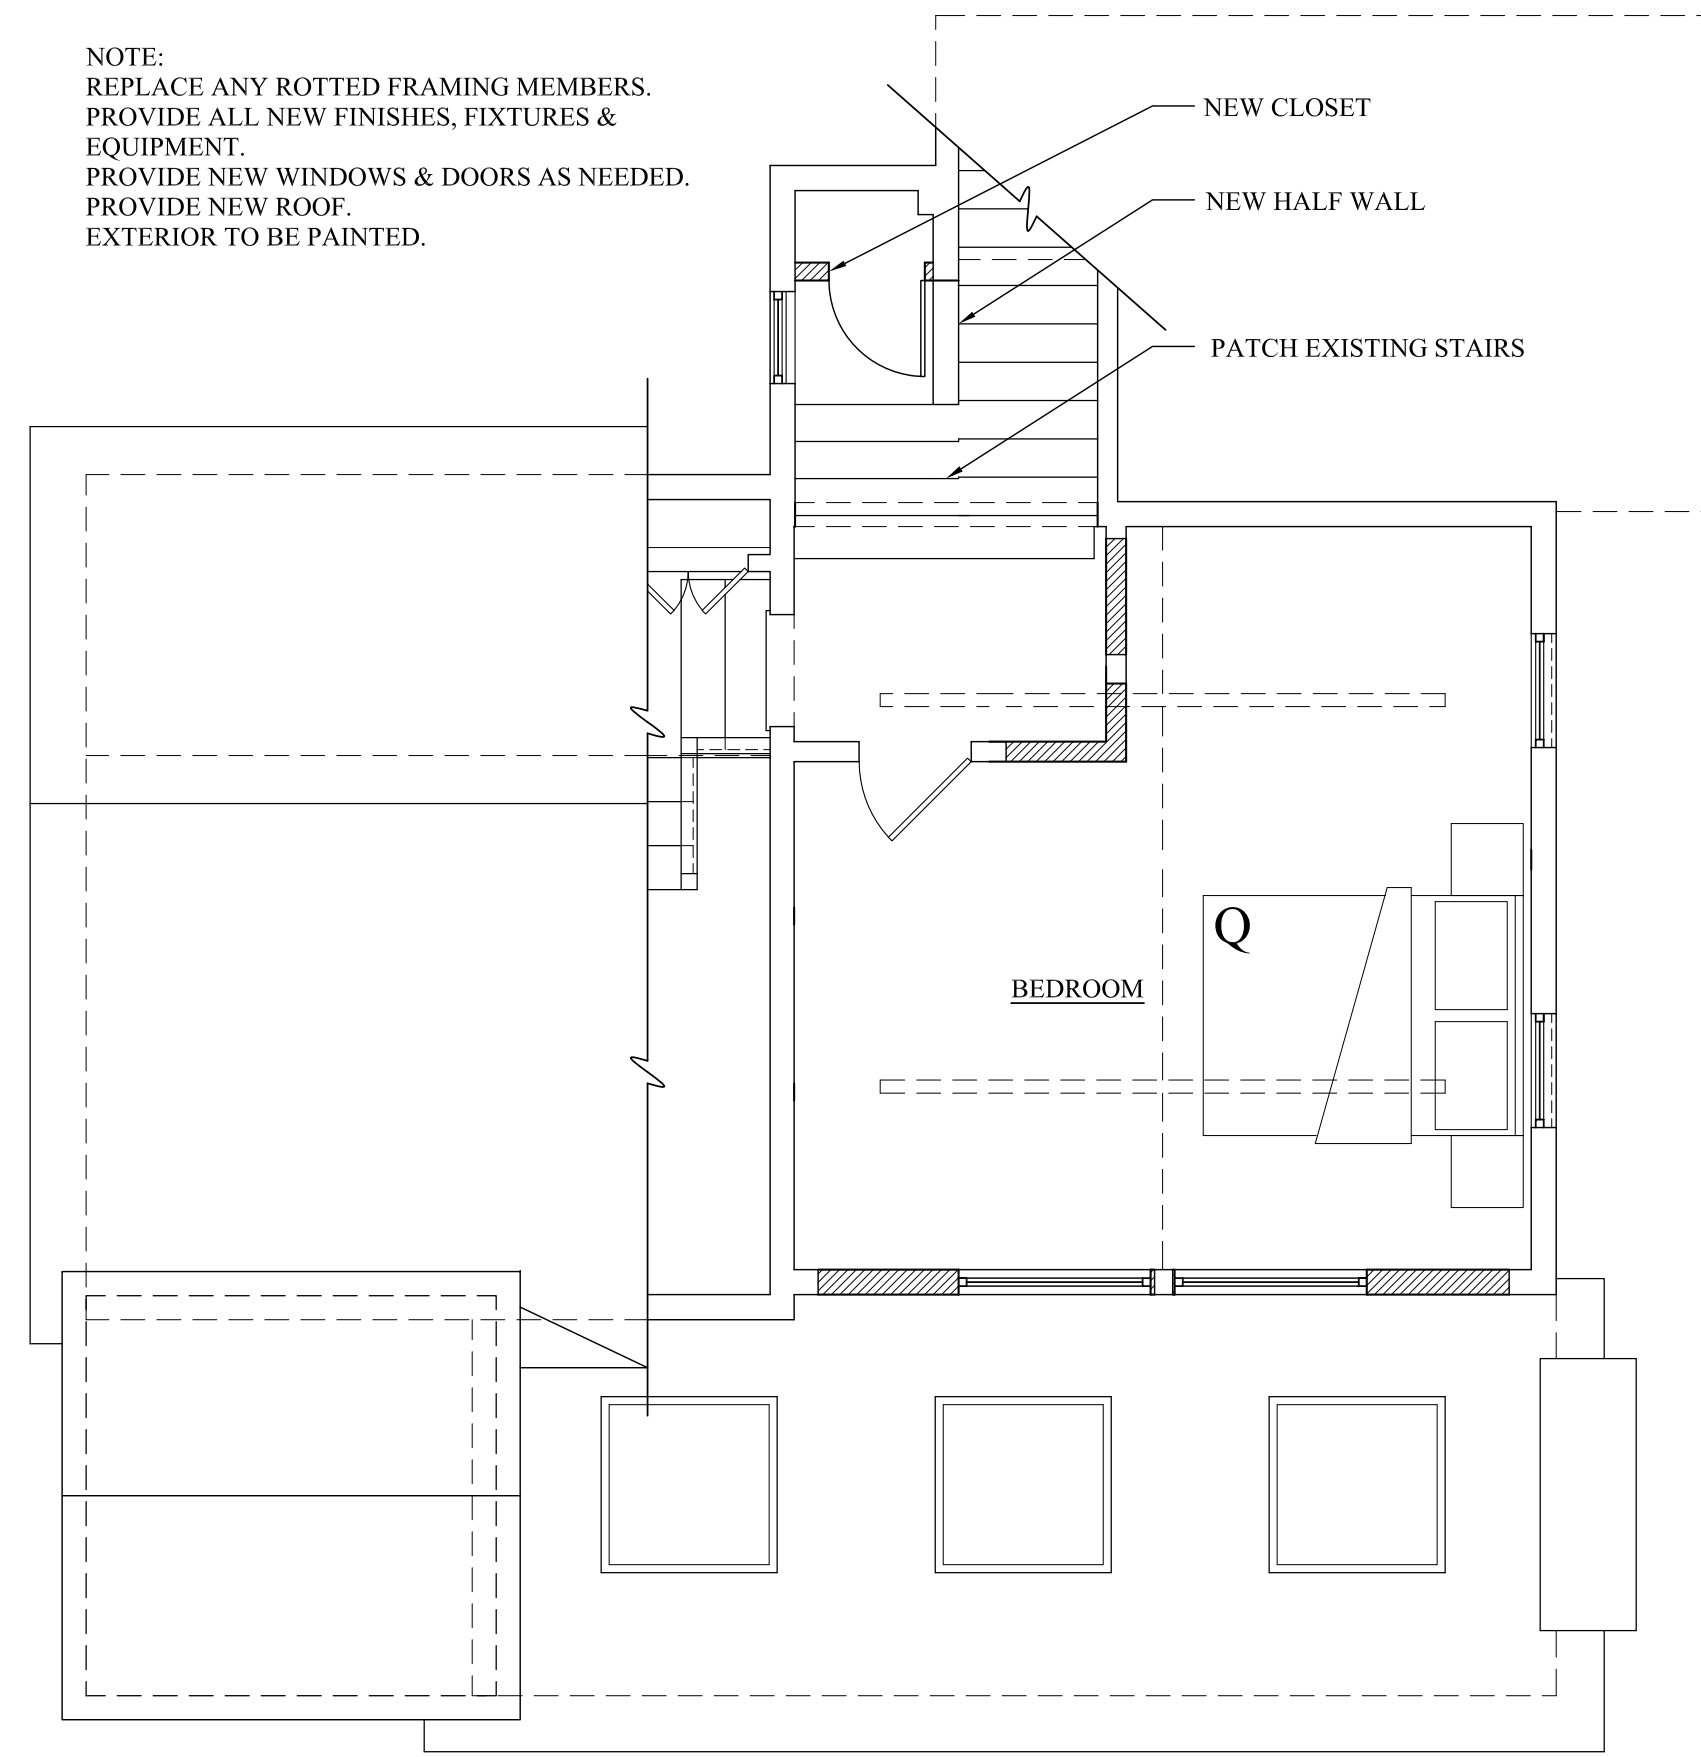 NOTE:
REPLACE ANY ROTTED FRAMING MEMBERS.
PROVIDE ALL NEW FINISHES, FIXTURES &
EQUIPMENT.
PROVIDE NEW WINDOWS & DOORS AS NEEDED.
PROVIDE NEW ROOF.
EXTERIOR TO BE PAINTED.
NEW CLOSET
NEW HALF WALL
PATCH EXISTING STAIRS
Q
BEDROOM